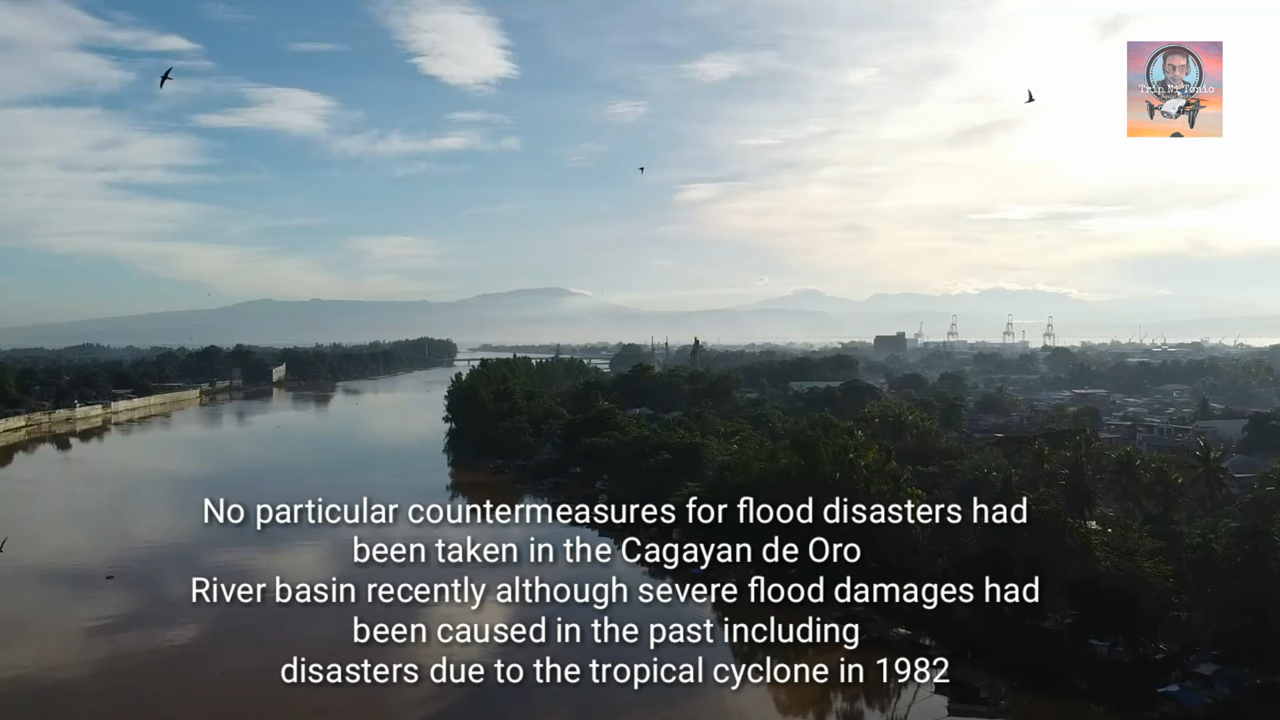 Trip Ni Tonio
No particular countermeasures for flood disasters had
been taken in the Cagayan de Oro
River basin recently although severe flood damages had
been caused in the past including
disasters due to the tropical cyclone in 1982